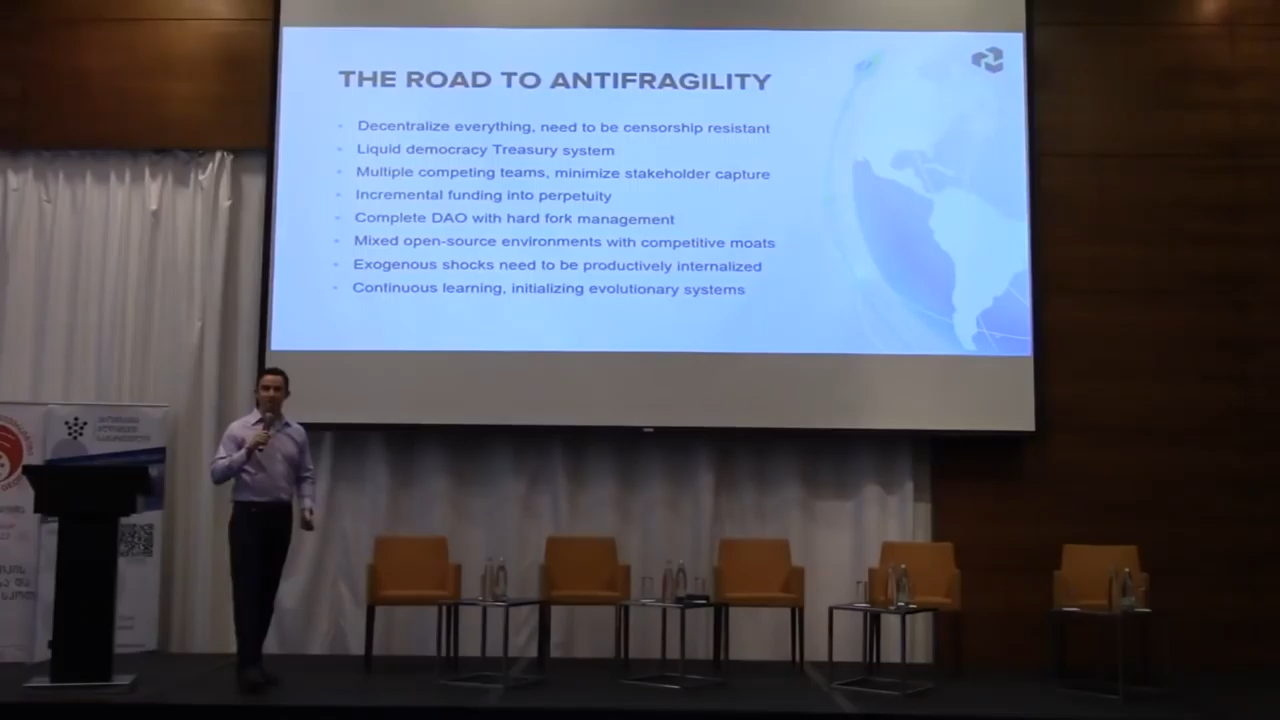 THE ROAD TO ANTIFRAGILITY
Decentralize everything, need to be censorship resistant
Liquid democracy Treasury system
Multiple competing teams, minimize stakeholder capture
Incremental funding into perpetuity
Complete DAO with hard fork management
Mixed open-source environments with competitive moats
Exogenous shocks need to be productively internalized
Continuous learning, initializing evolutionary systems